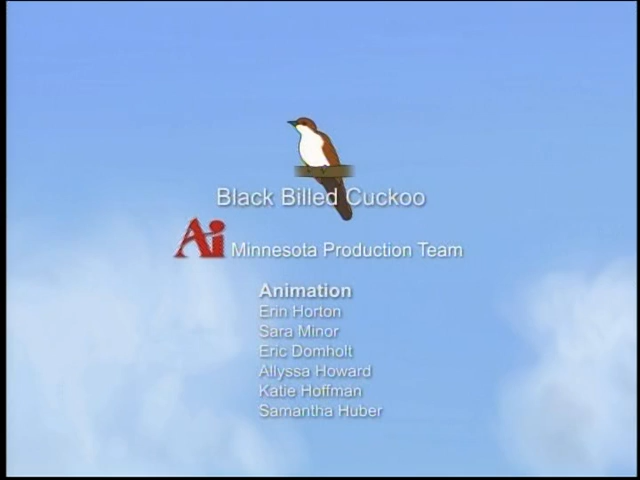 Black Billed Cuckoo
Ai Minnesota Production Team
Animation
Erin Horton
Sara Minor
Eric Domholt
Allyssa Howard
Katie Hoffman
Samantha Huber